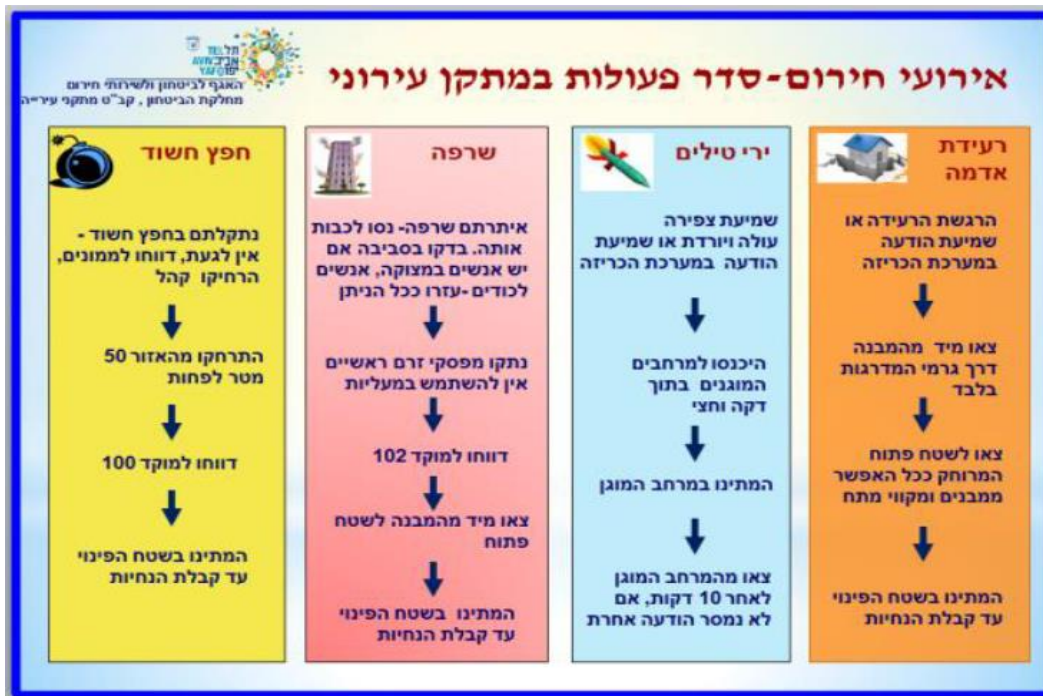 אירועי חירום-סדר פעולות במתקן עירוני
תל
אביב
יפו
TEL
AVIV
YAFO
האגף לביטחון ולשירותי חירום
מחלקת הביטחון , קב"ט מתקני עירייה
רעידת
אדמה
הרגשת הרעידה או
שמיעת הודעה
במערכת הכריזה
צאו מיד מהמבנה
דרך גרמי המדרגות
בלבד
צאו לשטח פתוח
המרוחק ככל האפשר
ממבנים ומקווי מתח
המתינו בשטח הפינוי
עד קבלת הנחיות
ירי טילים
שמיעת צפירה
עולה ויורדת או שמיעת
הודעה במערכת הכריזה
היכנסו למרחבים
המוגנים בתוך
דקה וחצי
המתינו במרחב המוגן
צאו מהמרחב המוגן
לאחר 10 דקות, אם
לא נמסר הודעה אחרת
שרפה
איתרתם שרפה- נסו לכבות
אותה. בדקו בסביבה אם
יש אנשים במצוקה, אנשים
לכודים -עזרו ככל הניתן
נתקו מפסקי זרם ראשיים
אין להשתמש במעליות
דווחו למוקד 102
צאו מיד מהמבנה לשטח
פתוח
המתינו בשטח הפינוי
עד קבלת הנחיות
חפץ חשוד
נתקלתם בחפץ חשוד -
אין לגעת, דווחו לממונים,
הרחיקו קהל
התרחקו מהאזור 50
מטר לפחות
דווחו למוקד 100
המתינו בשטח הפינוי
עד קבלת הנחיות